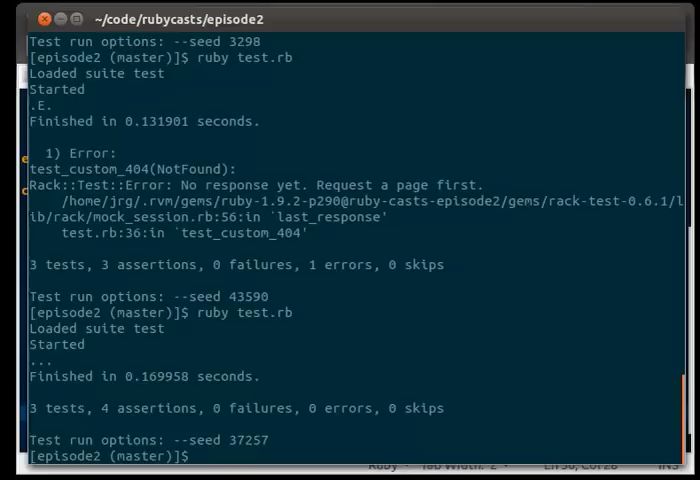 ~/code/rubycasts/episode2
Test run options: --seed 3298
[episode2 (master)]$ ruby test.rb
Loaded suite test
Started
.E.
Finished in 0.131901 seconds.
1) Error:
test_custom_404(NotFound):
Rack::Test::Error: No response yet. Request a page first.
/home/jrg/.rvm/gems/ruby-1.9.2-p290@ruby-casts-episode2/gems/rack-test-0.6.1/l
ib/rack/mock_session.rb:56:in `last_response'
test.rb:36:in `test_custom_404'
3 tests, 3 assertions, 0 failures, 1 errors, 0 skips
Test run options: --seed 43590
[episode2 (master)]$ ruby test.rb
Loaded suite test
Started
...
Finished in 0.169958 seconds.
3 tests, 4 assertions, 0 failures, 0 errors, 0 skips
Test run options: --seed 37257
[episode2 (master)]$
Ruby Tab Width: 2 INS